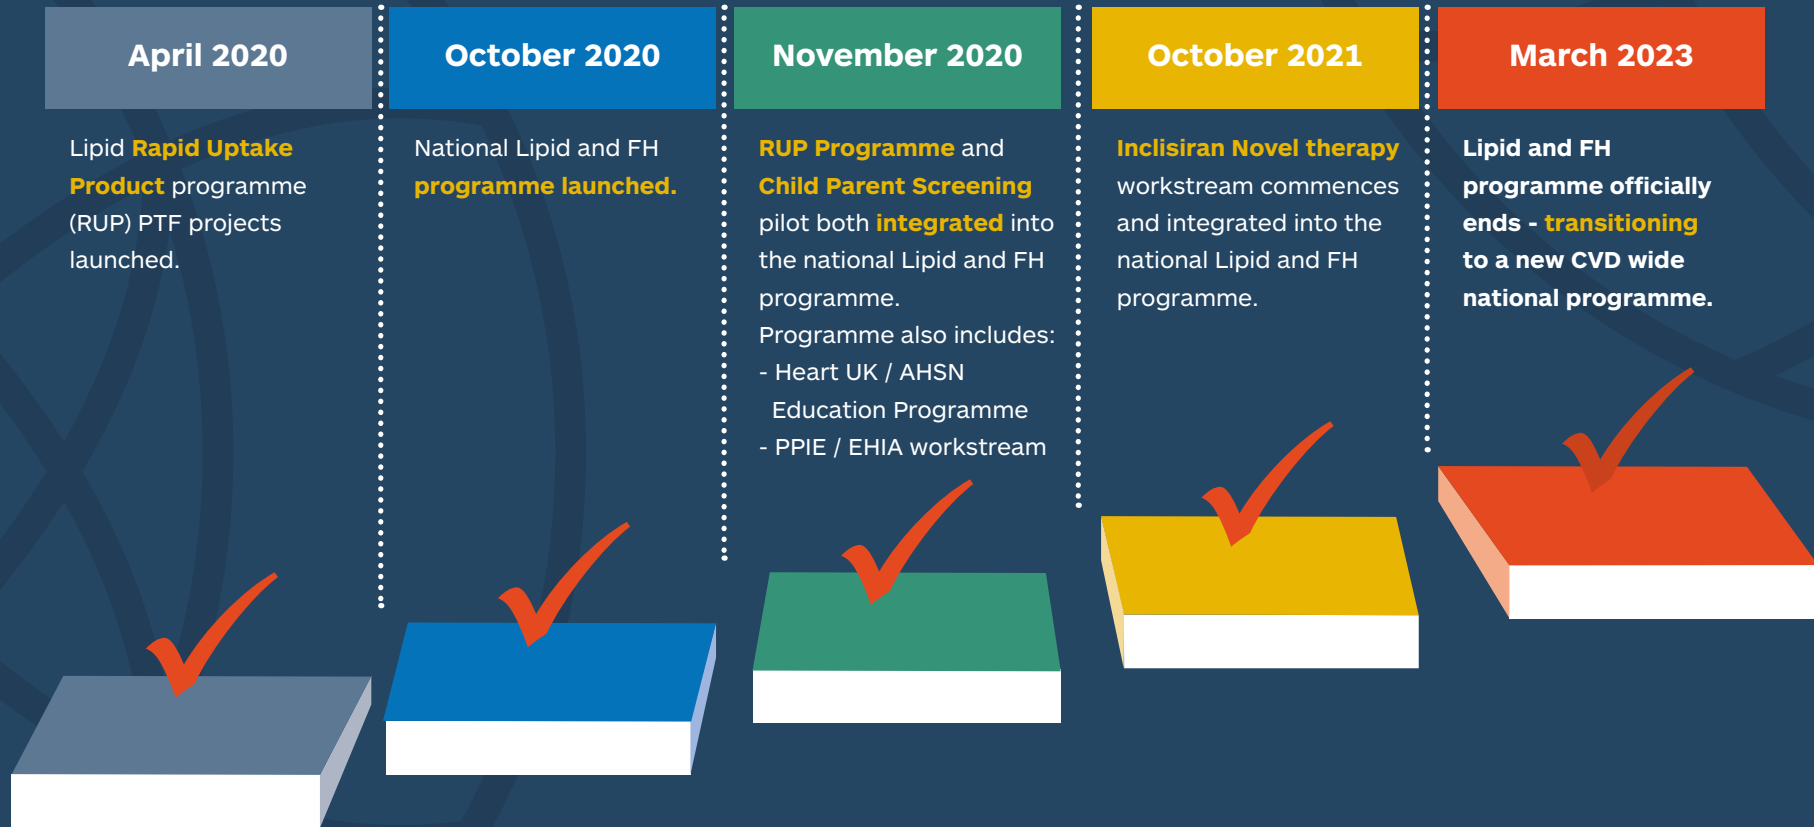 April 2020
Lipid Rapid Uptake
Product programme
(RUP) PTF projects
launched.
October 2020
National Lipid and FH
programme launched.
November 2020
RUP Programme and
Child Parent Screening
pilot both integrated into
the national Lipid and FH
programme.
Programme also includes:
- Heart UK / AHSN
Education Programme
- PPIE / EHIA workstream
October 2021
Inclisiran Novel therapy
workstream commences
and integrated into the
national Lipid and FH
programme.
March 2023
Lipid and FH
programme officially
ends - transitioning
to a new CVD wide
national programme.